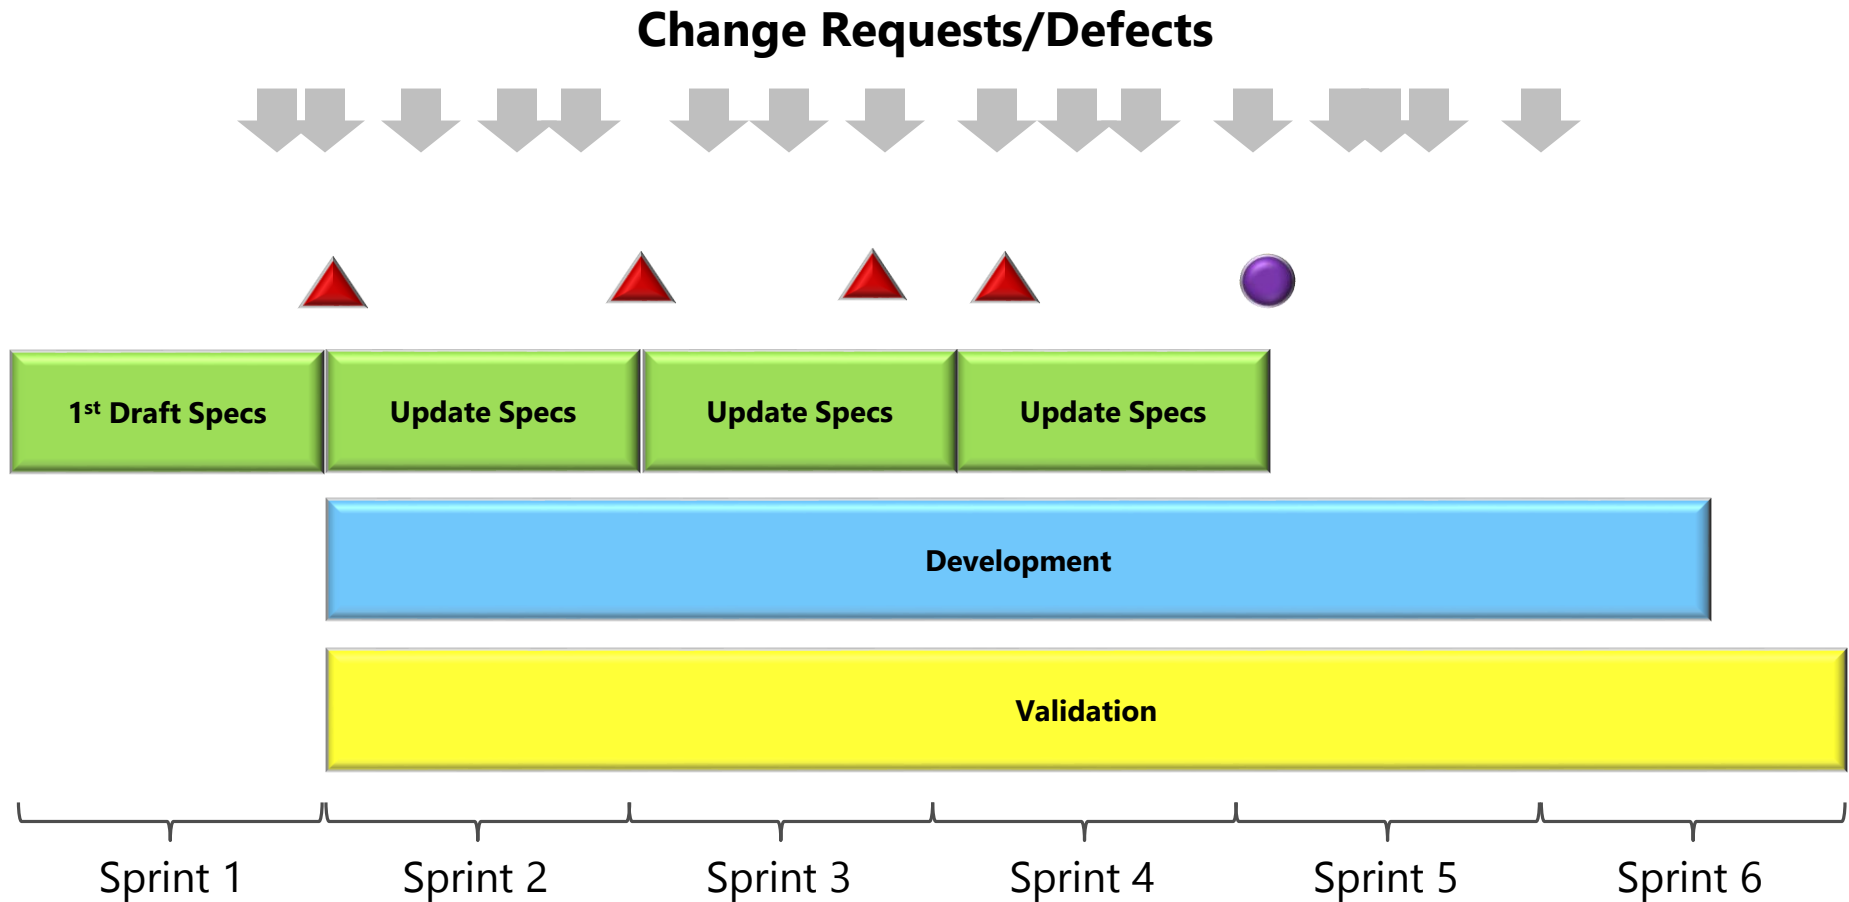 Change Requests/Defects
1st Draft Specs
Update Specs
Update Specs
Update Specs
Development
Validation
Sprint 1
Sprint 2
Sprint 3
Sprint 4
Sprint 5
Sprint 6